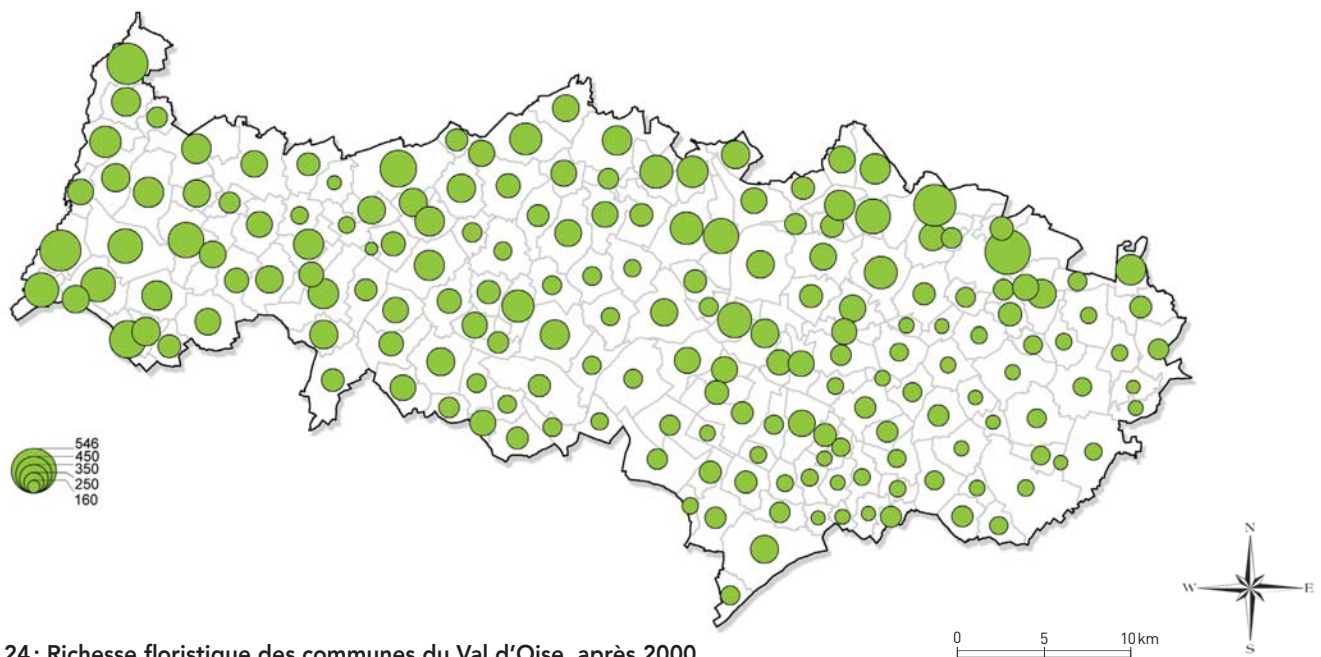 546
450
350
250
160
N
W
E
S
0 5 10 km
24 : Richesse floristique des communes du Val d'Oise, après 2000